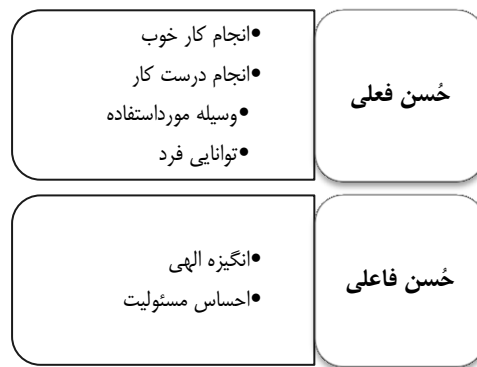 حُسن فعلی
•انجام کار خوب
•انجام درست کار
•وسیله مورداستفاده
•توانایی فرد
حُسن فاعلی
•انگیزه الهی
•احساس مسئولیت